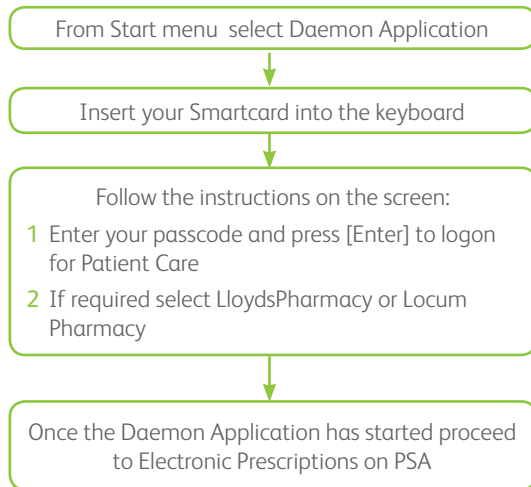 From Start menu select Daemon Application
Insert your Smartcard into the keyboard
Follow the instructions on the screen:
1 Enter your passcode and press [Enter] to logon
for Patient Care
2 If required select LloydsPharmacy or Locum
Pharmacy
Once the Daemon Application has started proceed
to Electronic Prescriptions on PSA